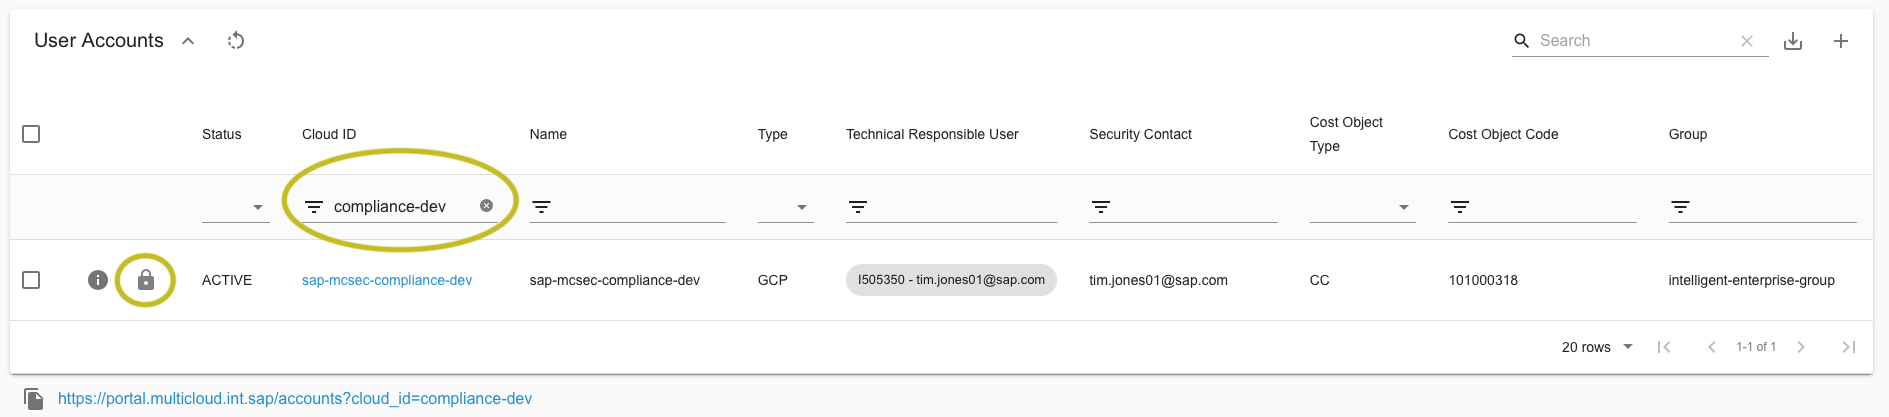 User Accounts
Search
Status Cloud ID Name Type Technical Responsible User Security Contact Cost Object Type Cost Object Code Group
compliance-dev
ACTIVE sap-mcsec-compliance-dev sap-mcsec-compliance-dev GCP I505350 - tim.jones01@sap.com tim.jones01@sap.com CC 101000318 intelligent-enterprise-group
20 rows 1-1 of 1
https://portal.multicloud.int.sap/accounts?cloud_id=compliance-dev